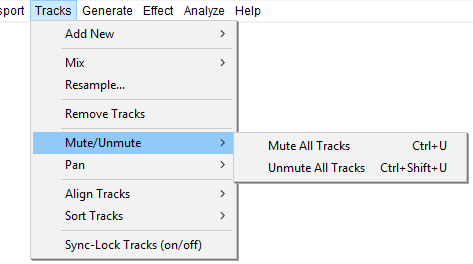 sport Tracks Generate Effect Analyze Help
Add New
Mix
Resample...
Remove Tracks
Mute/Unmute
Mute All Tracks Ctrl+U
Pan
Unmute All Tracks Ctrl+Shift+U
Align Tracks
Sort Tracks
Sync-Lock Tracks (on/off)